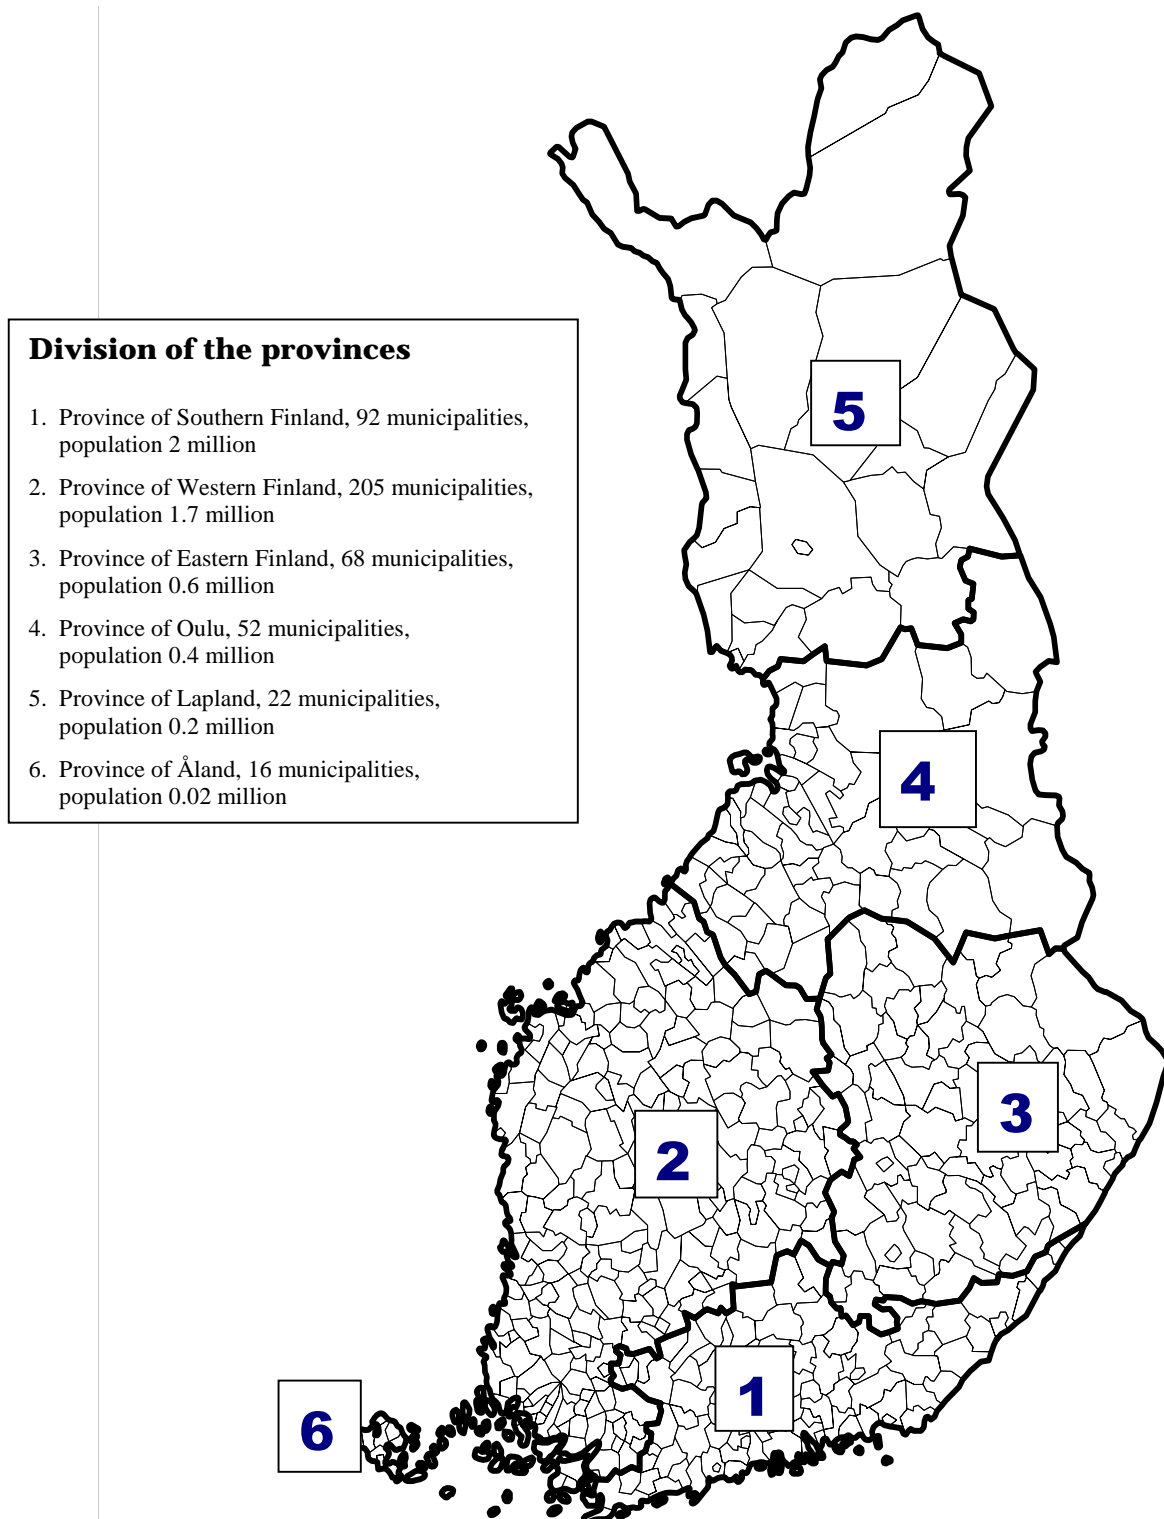 Division of the provinces
1. Province of Southern Finland, 92 municipalities,
population 2 million
2. Province of Western Finland, 205 municipalities,
population 1.7 million
3. Province of Eastern Finland, 68 municipalities,
population 0.6 million
4. Province of Oulu, 52 municipalities,
population 0.4 million
5. Province of Lapland, 22 municipalities,
population 0.2 million
6. Province of Åland, 16 municipalities,
population 0.02 million
5
4
3
2
1
6